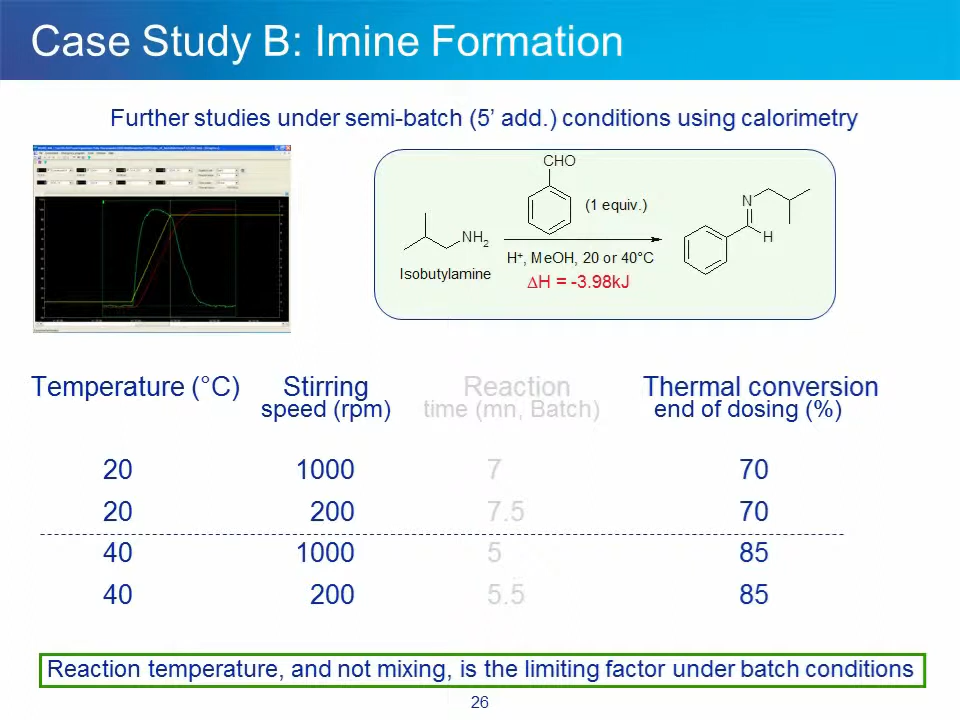 Case Study B: Imine Formation
Further studies under semi-batch (5’ add.) conditions using calorimetry
CHO
(1 equiv.)
NH2
Isobutylamine
H+, MeOH, 20 or 40°C
ΔH = -3.98kJ
N
H
Temperature (°C) Stirring Reaction Thermal conversion
speed (rpm) time (mn, Batch) end of dosing (%)
20 1000 7 70
20 200 7.5 70
40 1000 5 85
40 200 5.5 85
Reaction temperature, and not mixing, is the limiting factor under batch conditions
26